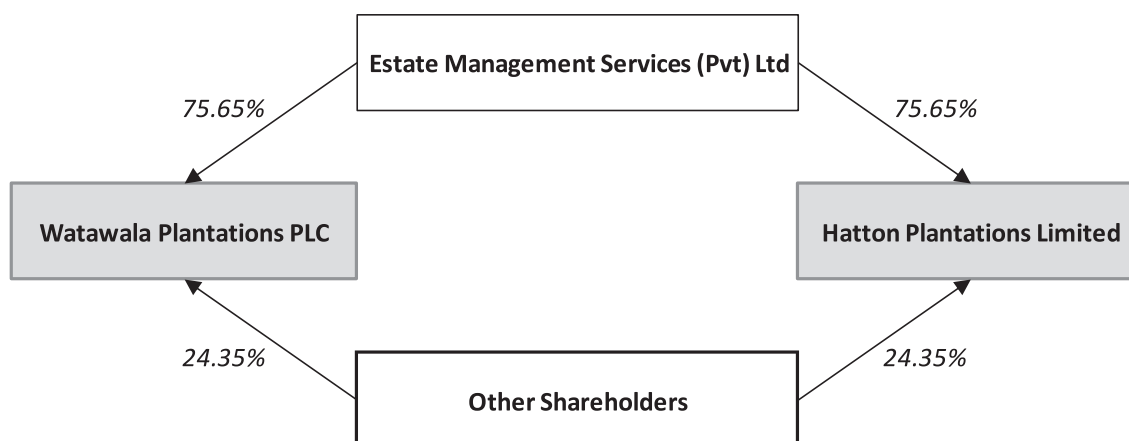 Estate Management Services (Pvt) Ltd
75.65%
75.65%
Watawala Plantations PLC
Hatton Plantations Limited
24.35%
24.35%
Other Shareholders